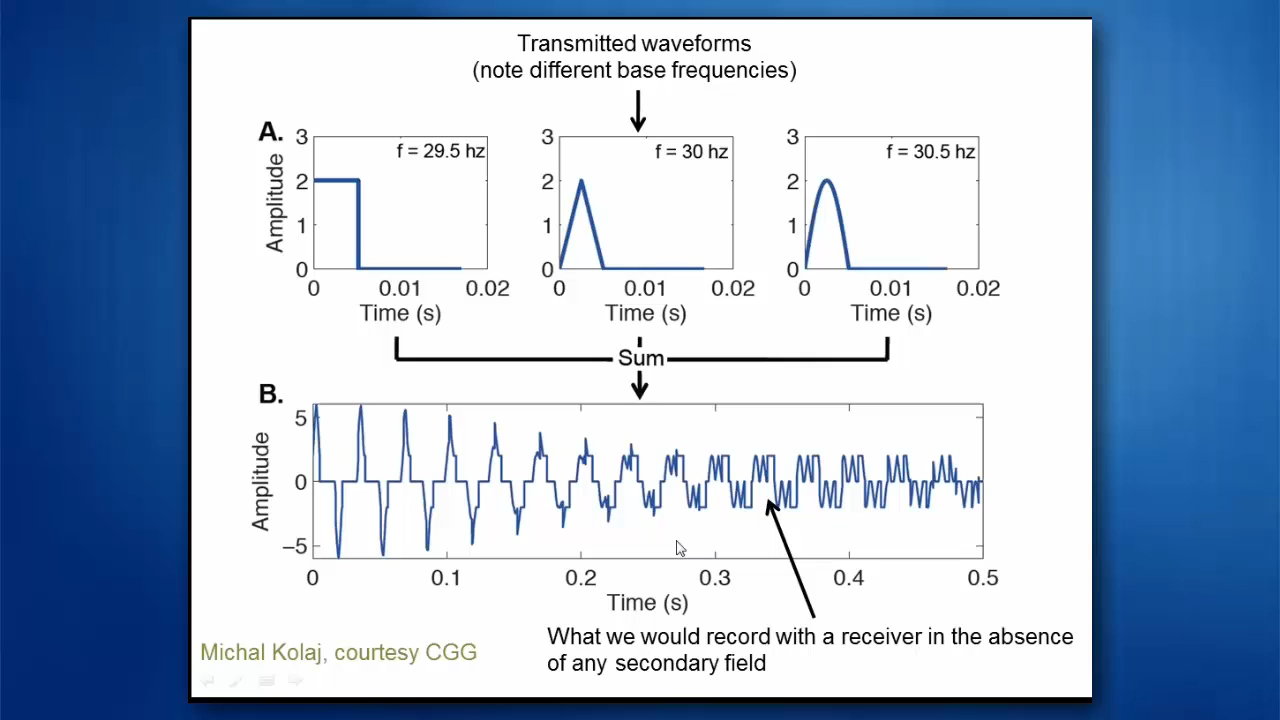 Transmitted waveforms
(note different base frequencies)
A.
Amplitude
3
2
1
0
f = 29.5 hz
0
0.01
0.02
Time (s)
3
2
1
0
f = 30 hz
0
0.01
0.02
Time (s)
3
2
1
0
f = 30.5 hz
0
0.01
0.02
Time (s)
Sum
B.
Amplitude
5
0
–5
0
0.1
0.2
0.3
0.4
0.5
Time (s)
What we would record with a receiver in the absence
of any secondary field
Michal Kolaj, courtesy CGG